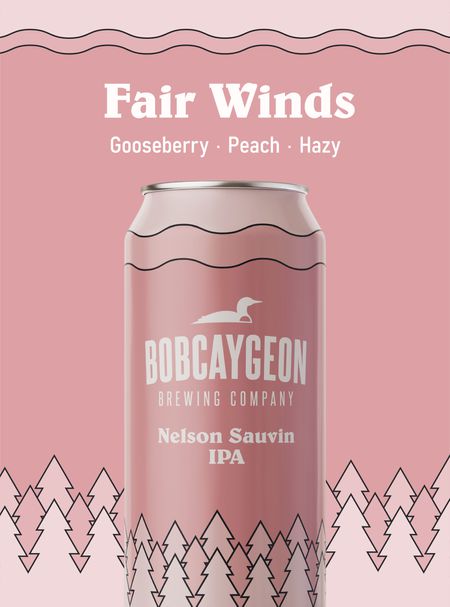 Fair Winds
Gooseberry · Peach · Hazy
BOBCAYGEON
BREWING COMPANY
Nelson Sauvin
IPA